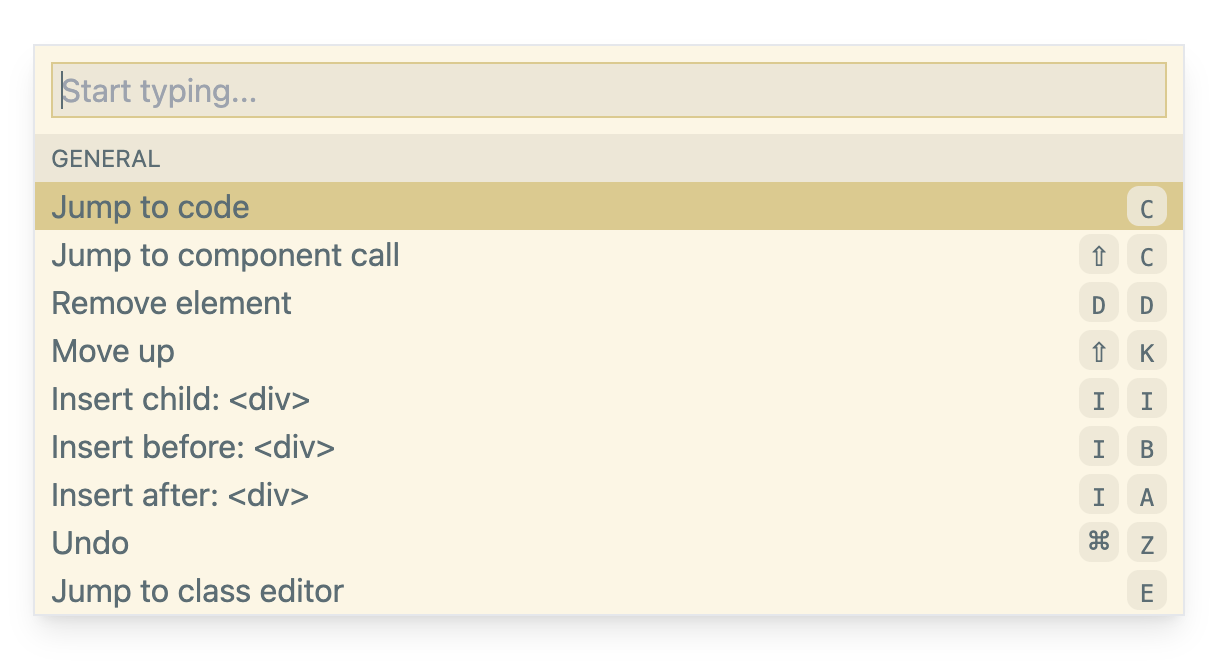 Start typing...
GENERAL
Jump to code C
Jump to component call ⇧ C
Remove element D D
Move up ⇧ K
Insert child: <div> I I
Insert before: <div> I B
Insert after: <div> I A
Undo ⌘ Z
Jump to class editor E